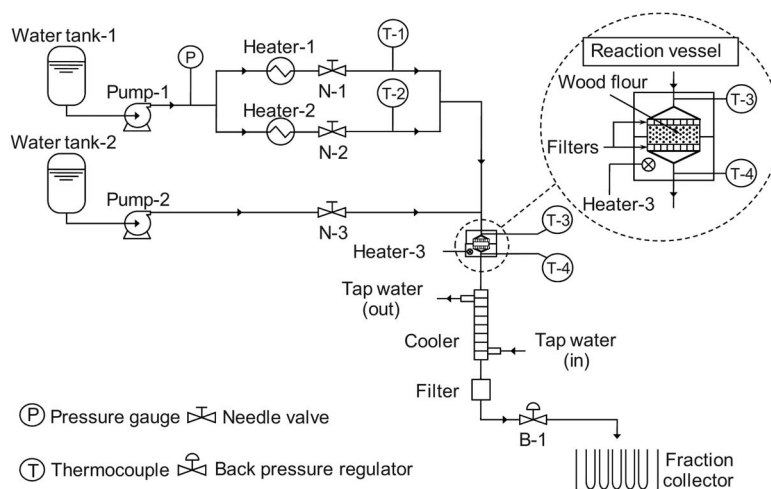 Water tank-1
Pump-1
P
Heater-1
N-1
T-1
Heater-2
N-2
T-2
Water tank-2
Pump-2
N-3
Reaction vessel
Wood flour
T-3
Filters
T-4
Heater-3
T-3
Heater-3
T-4
Tap water
(out)
Cooler
Tap water
(in)
Filter
B-1
Fraction
collector
P Pressure gauge Needle valve
T Thermocouple Back pressure regulator